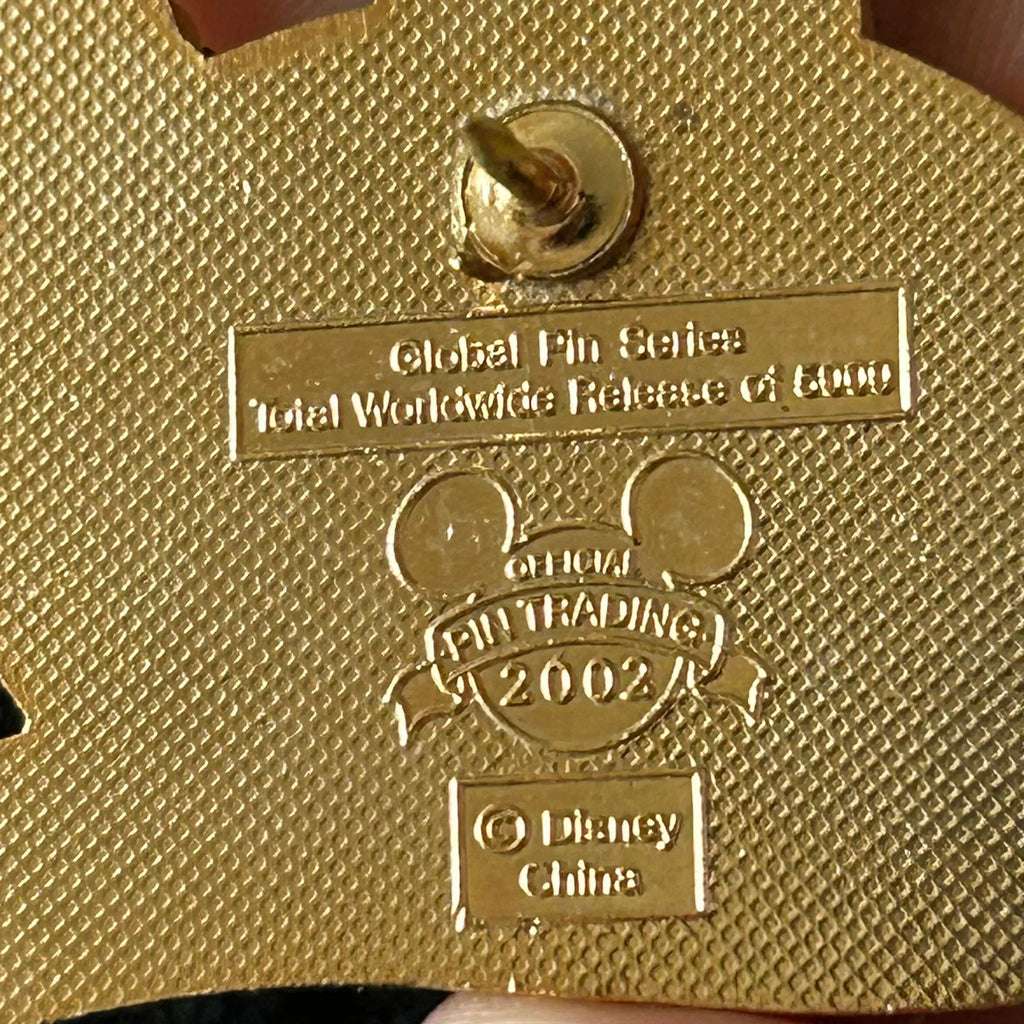 Global Pin Series
Total Worldwide Release of 5000
OFFICIAL
PIN TRADING
2002
© Disney
China